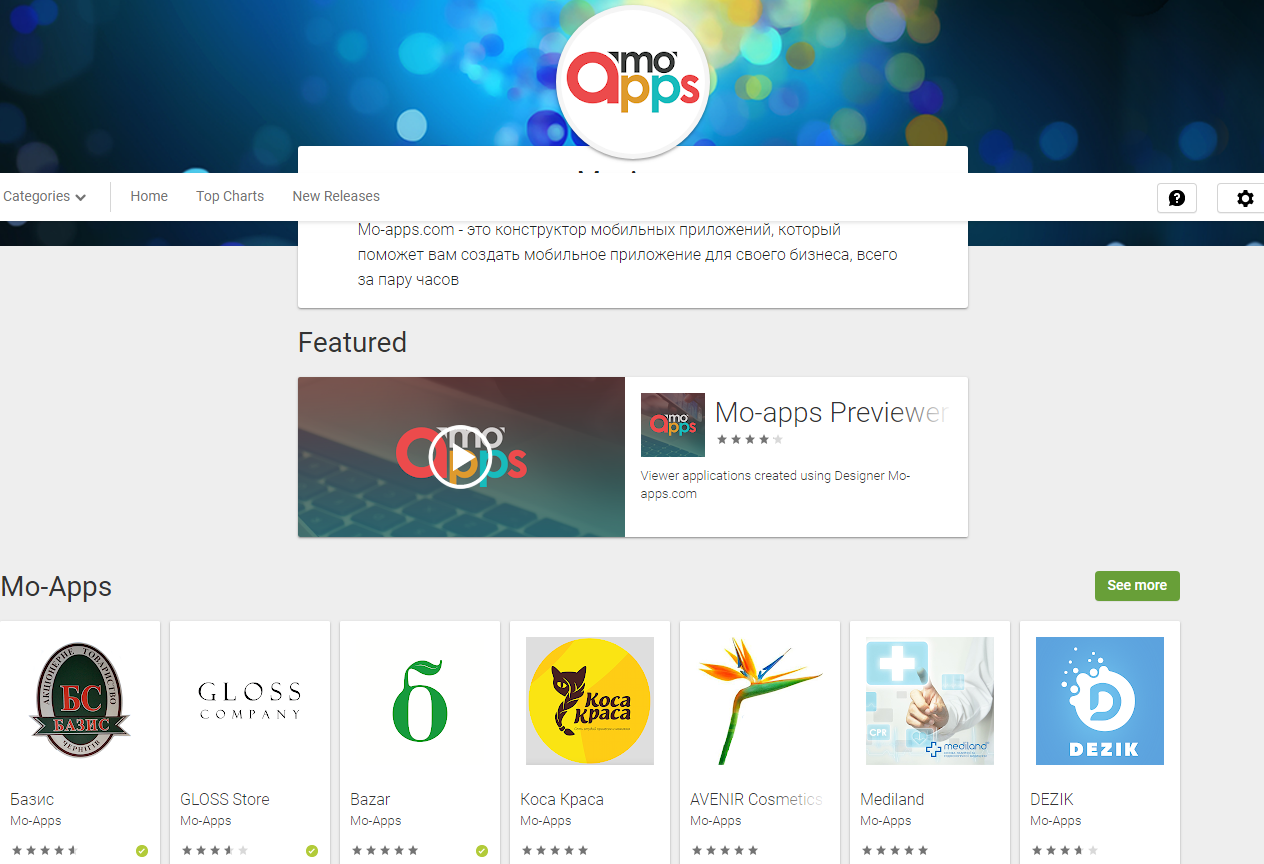 mo
apps
Categories
Home
Top Charts
New Releases
Mo-apps.com - это конструктор мобильных приложений, который
поможет вам создать мобильное приложение для своего бизнеса, всего
за пару часов
Featured
mo
apps
mo
apps
Mo-apps Previewer
Viewer applications created using Designer Mo-
apps.com
Mo-Apps
See more
АКЦІОНЕРНЕ ТОВАРИСТВО
БС
БАЗИС
ЧЕРНІГІВ
GLOSS
COMPANY
б
Коса
Краса
CPR
mediland
D
DEZIK
Базис
Mo-Apps
GLOSS Store
Mo-Apps
Bazar
Mo-Apps
Коса Краса
Mo-Apps
AVENIR Cosmetics
Mo-Apps
Mediland
Mo-Apps
DEZIK
Mo-Apps